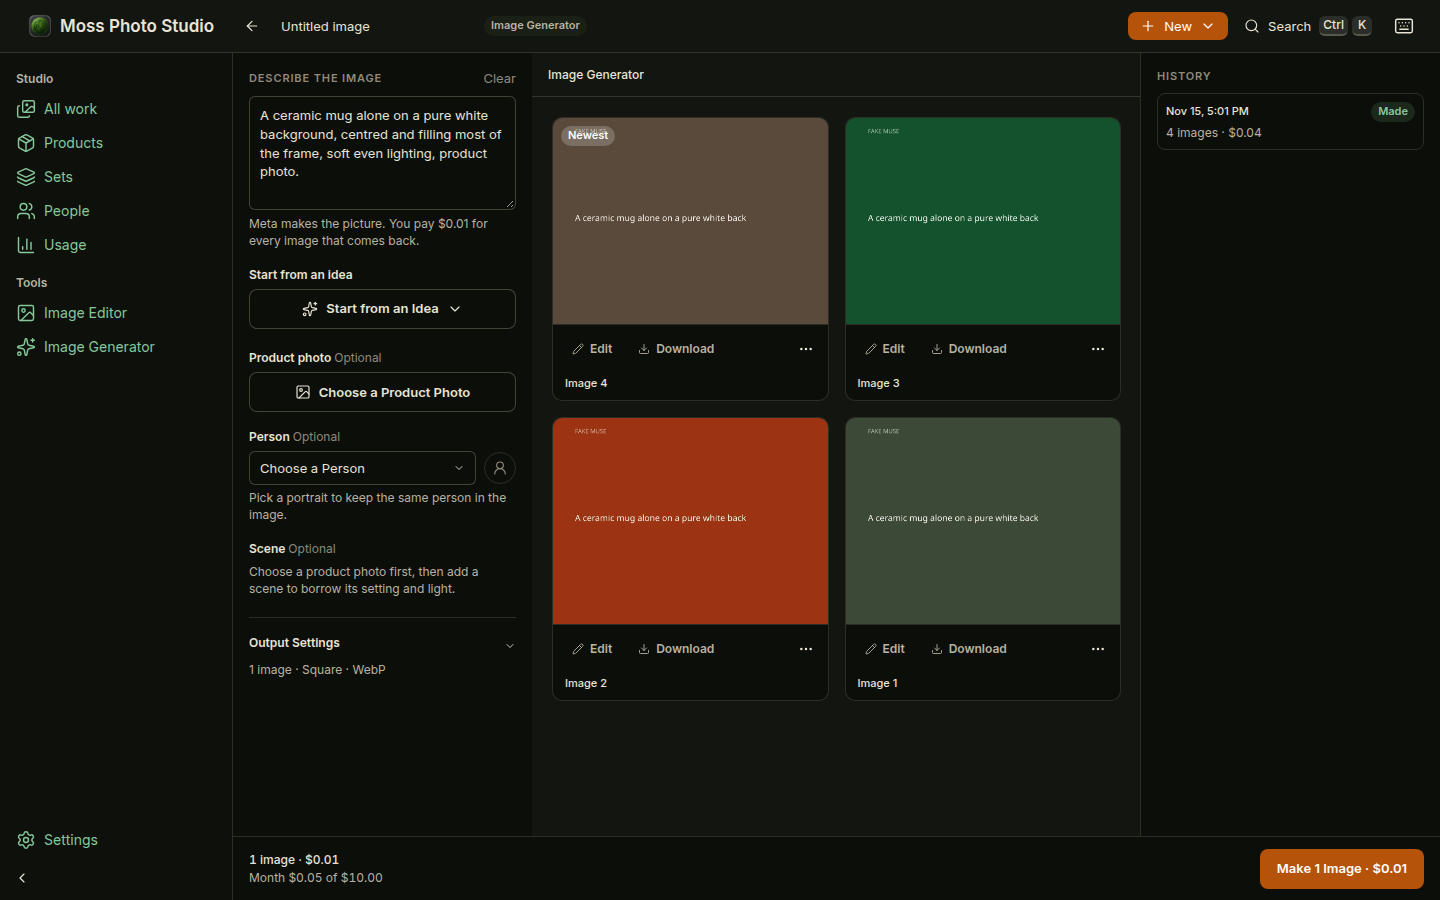 Moss Photo Studio
Untitled image
Image Generator
New
Search
Ctrl
K
Studio
All work
Products
Sets
People
Usage
Tools
Image Editor
Image Generator
Settings
DESCRIBE THE IMAGE
Clear
A ceramic mug alone on a pure white
background, centred and filling most of
the frame, soft even lighting, product
photo.
Meta makes the picture. You pay $0.01 for
every image that comes back.
Start from an idea
Start from an Idea
Product photo Optional
Choose a Product Photo
Person Optional
Choose a Person
Pick a portrait to keep the same person in the
image.
Scene Optional
Choose a product photo first, then add a
scene to borrow its setting and light.
Output Settings
1 image · Square · WebP
Image Generator
Newest
A ceramic mug alone on a pure white back
Edit
Download
Image 4
FAKE MUSE
A ceramic mug alone on a pure white back
Edit
Download
Image 3
FAKE MUSE
A ceramic mug alone on a pure white back
Edit
Download
Image 2
FAKE MUSE
A ceramic mug alone on a pure white back
Edit
Download
Image 1
HISTORY
Nov 15, 5:01 PM
Made
4 images · $0.04
1 image · $0.01
Month $0.05 of $10.00
Make 1 Image · $0.01